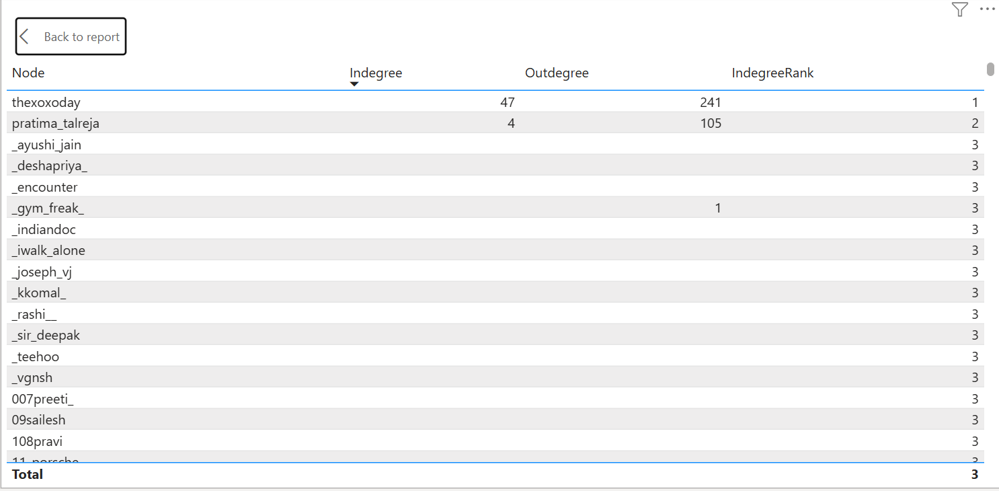 Back to report
Node Indegree Outdegree IndegreeRank
thexoxoday 47 241 1
pratima_talreja 4 105 2
_ayushi_jain 3
_deshapriya_ 3
_encounter 3
_gym_freak_ 1 3
_indiandoc 3
_iwalk_alone 3
_joseph_vj 3
_kkomal_ 3
_rashi__ 3
_sir_deepak 3
_teehoo 3
_vgnsh 3
007preeti_ 3
09sailesh 3
108pravi 3
11_porsche 3
Total 3